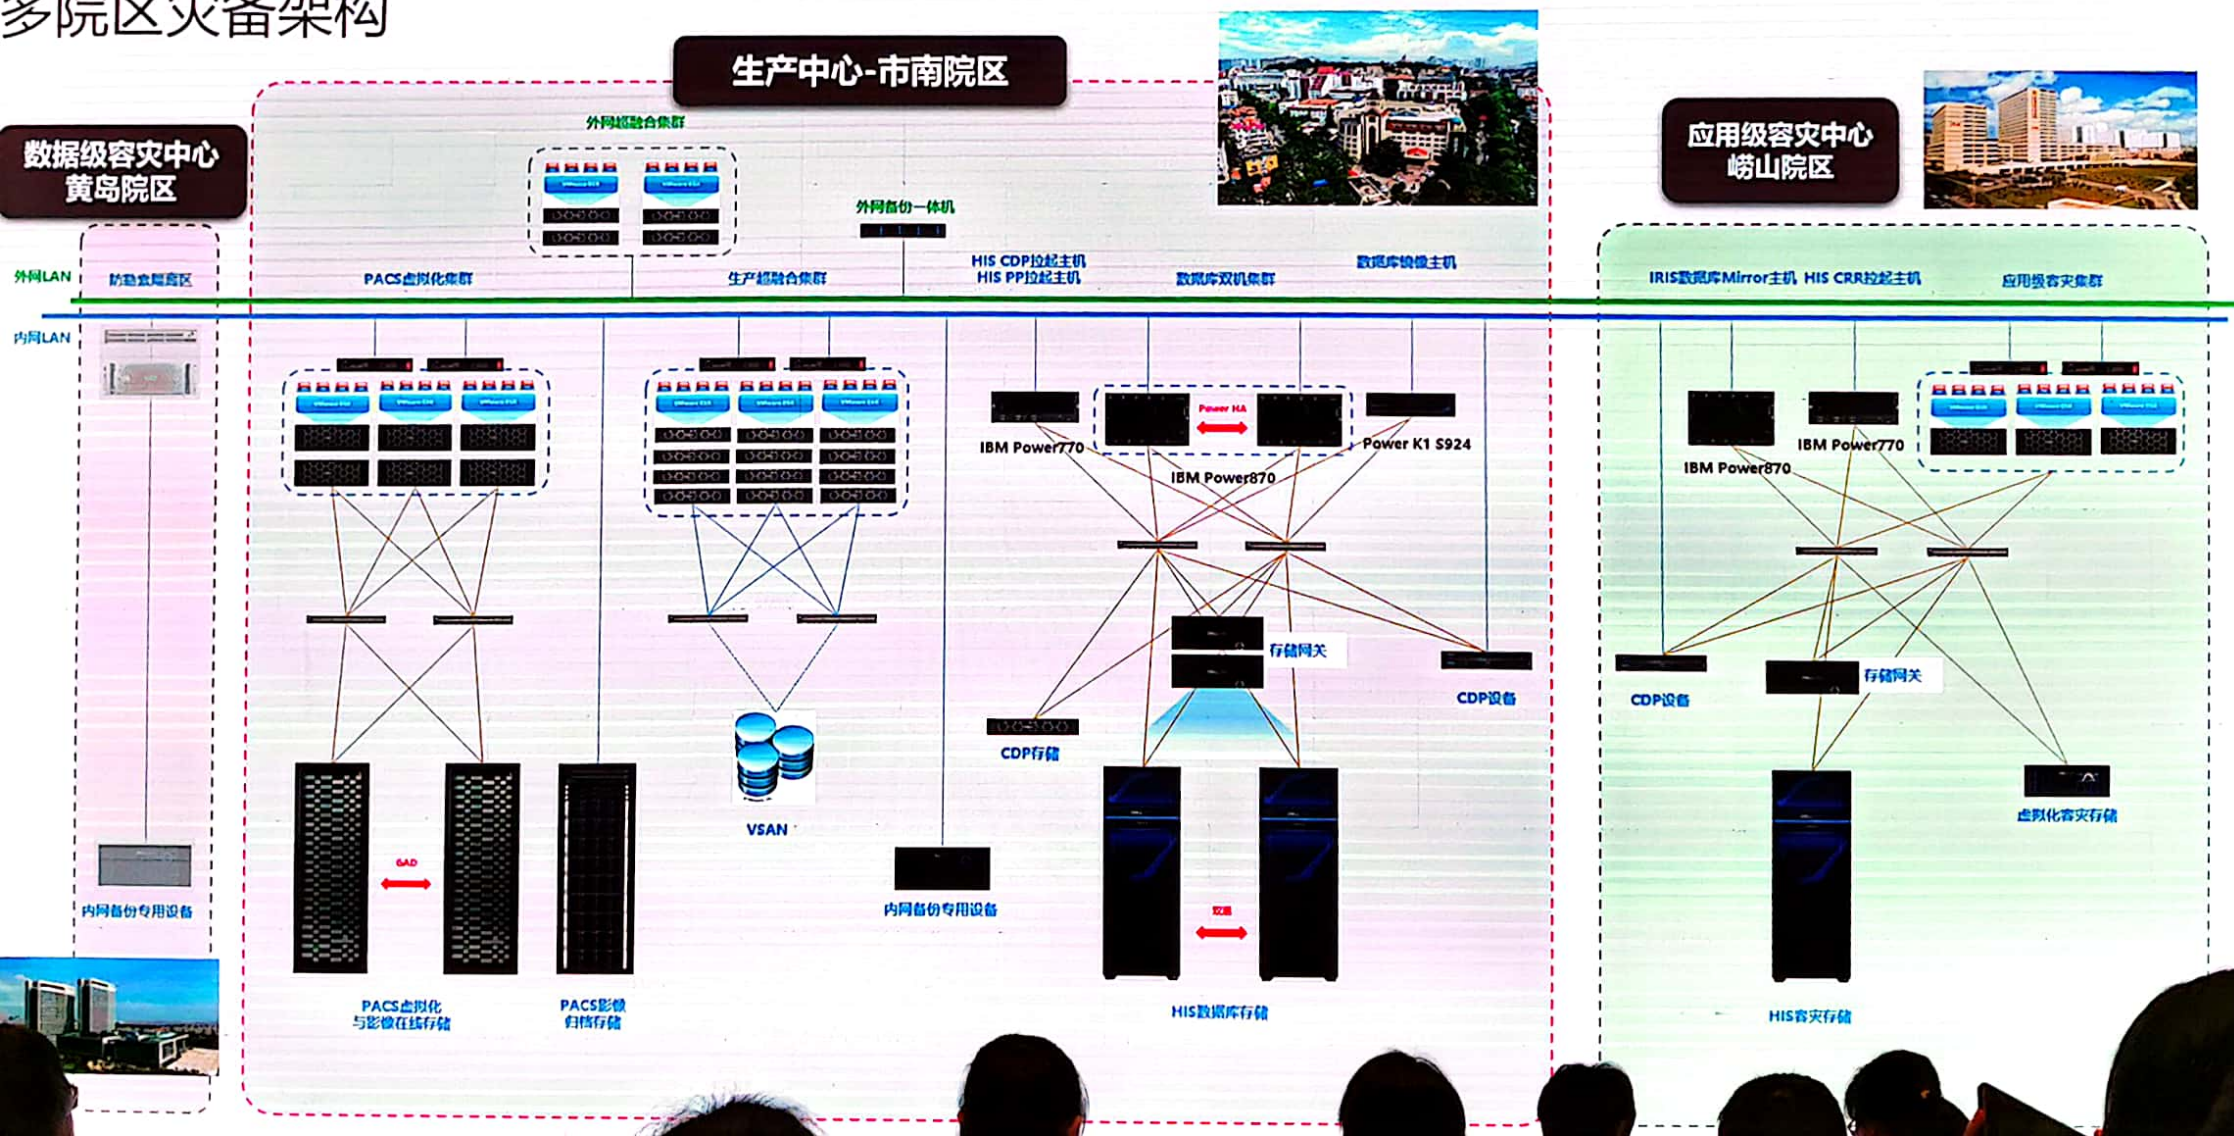 多院区灾备架构
生产中心-市南院区
数据级容灾中心
黄岛院区
应用级容灾中心
崂山院区
外网超融合集群
外网备份一体机
外网LAN
内网LAN
PACS虚拟化集群
生产超融合集群
HIS CDP拉起主机
HIS PP拉起主机
数据库双机集群
数据库镜像主机
IRIS数据库Mirror主机
HIS CRR拉起主机
应用级容灾集群
IBM Power770
Power HA
IBM Power870
Power K1 S924
IBM Power870
IBM Power770
存储网关
CDP设备
CDP存储
CDP设备
存储网关
VSAN
虚拟化容灾存储
GAD
内网备份专用设备
内网备份专用设备
双活
PACS虚拟化
与影像在线存储
PACS影像
归档存储
HIS数据库存储
HIS容灾存储